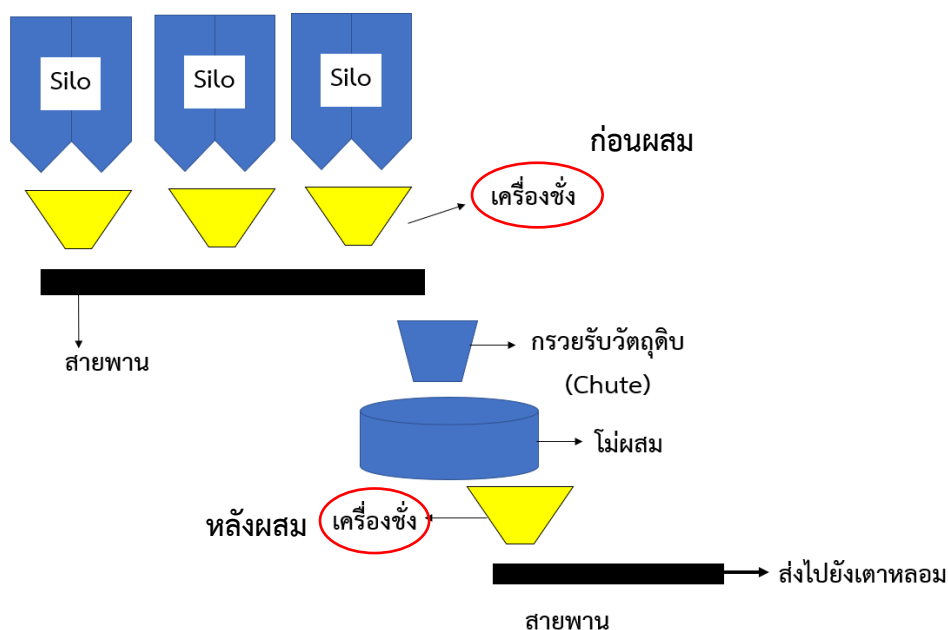 Silo
Silo
Silo
ก่อนผสม
เครื่องชั่ง
สายพาน
กรวยรับวัตถุดิบ
(Chute)
โม่ผสม
หลังผสม
เครื่องชั่ง
ส่งไปยังเตาหลอม
สายพาน